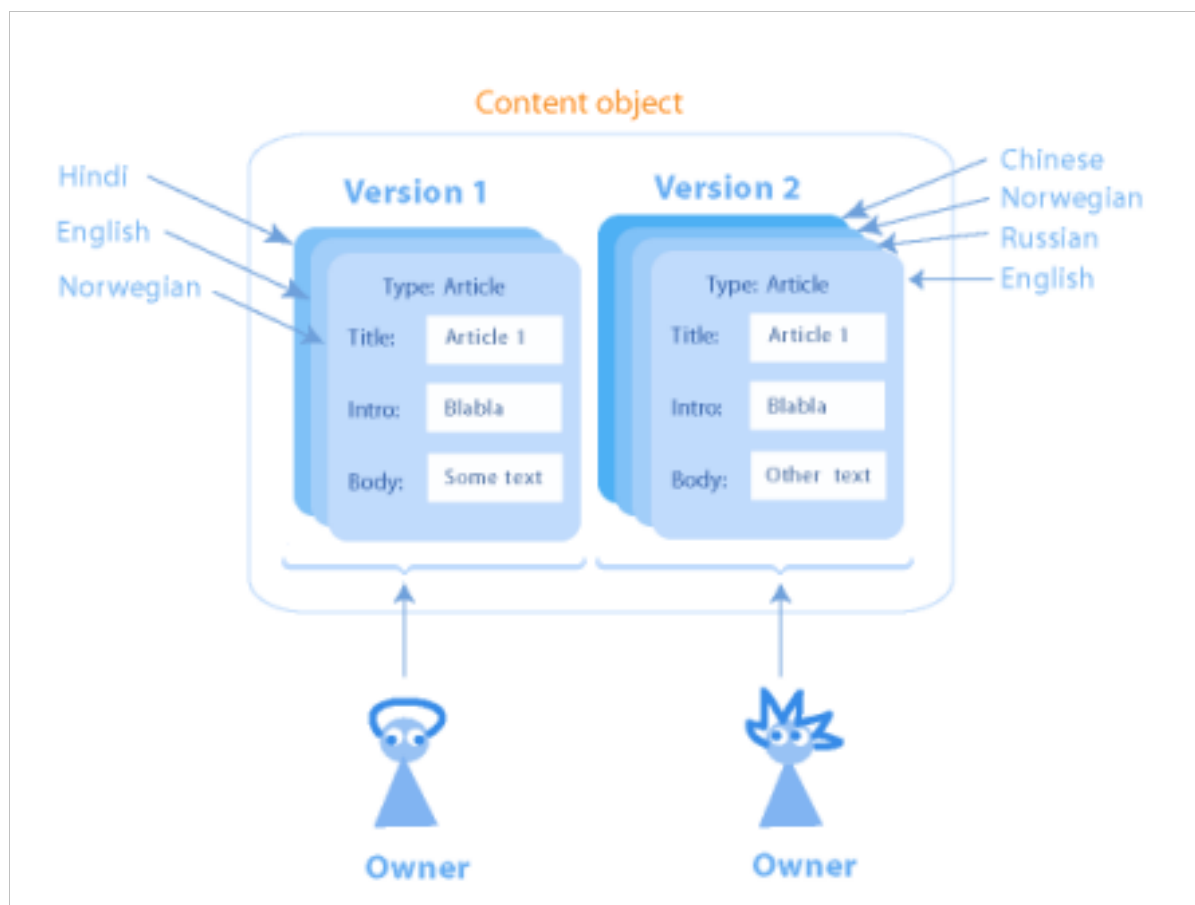 Content object
Hindi
English
Norwegian
Version 1
Type: Article
Title: Article 1
Intro: Blabla
Body: Some text
Version 2
Type: Article
Title: Article 1
Intro: Blabla
Body: Other text
Chinese
Norwegian
Russian
English
Owner
Owner